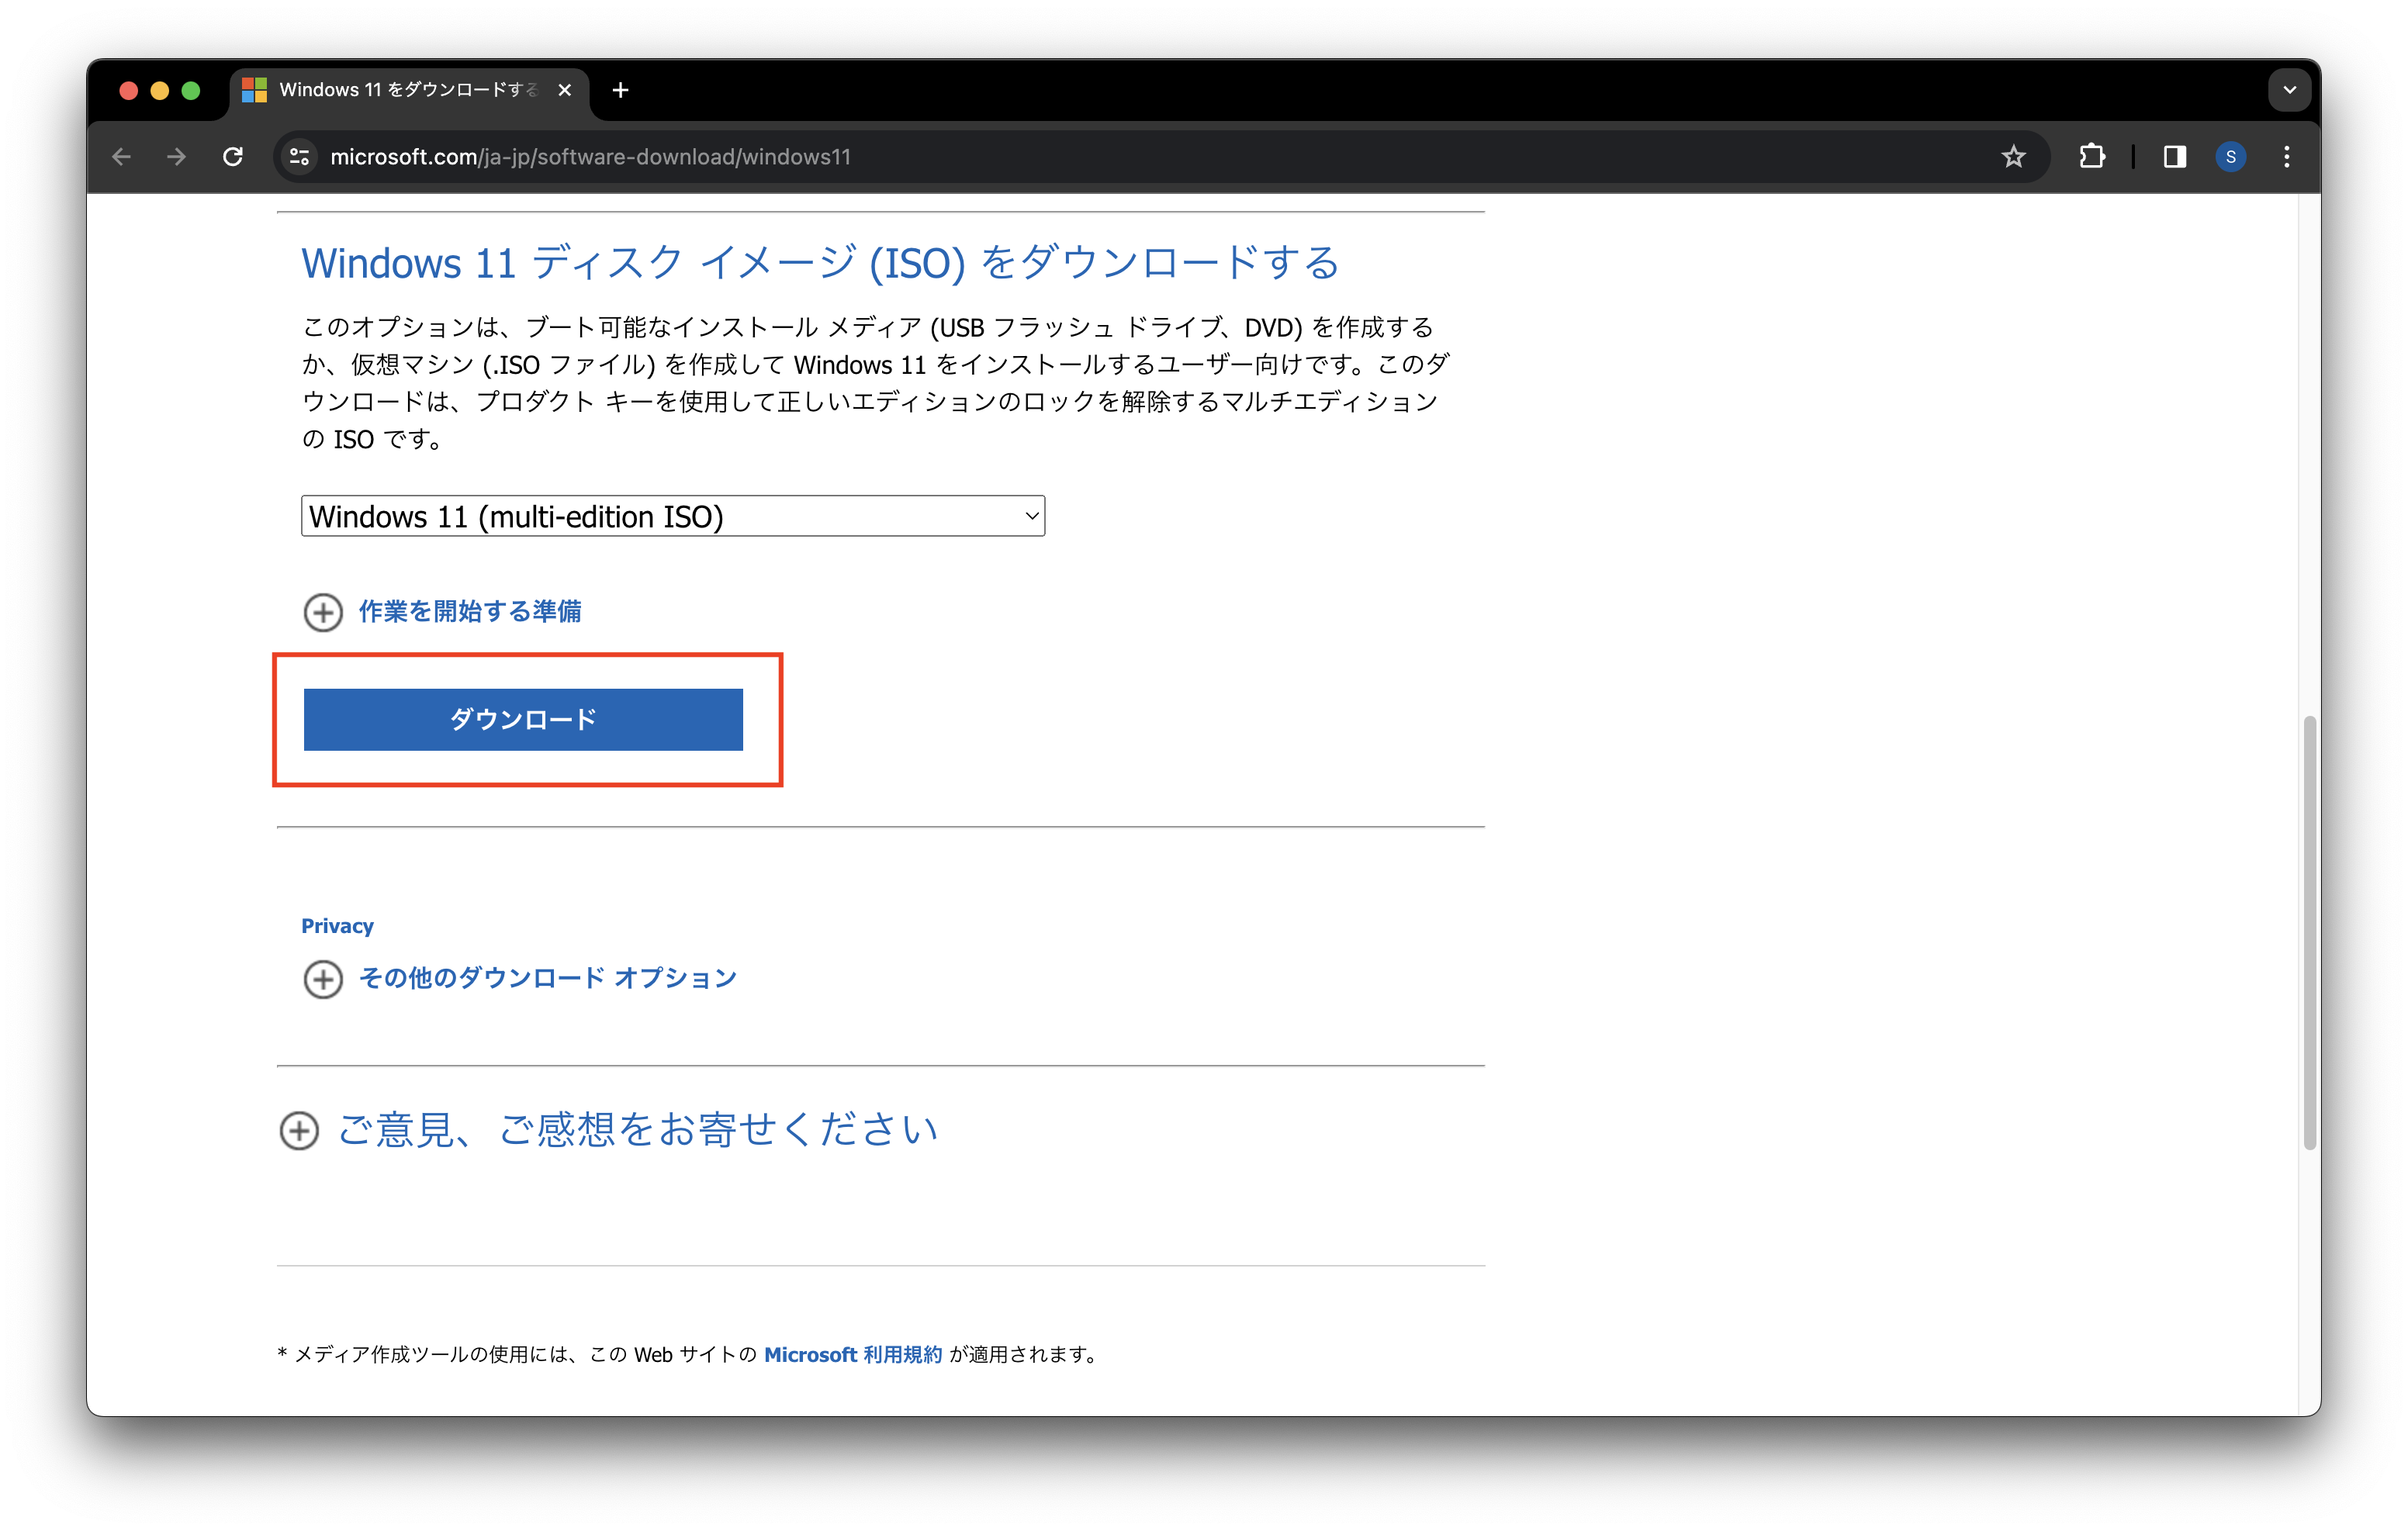 Windows 11 をダウンロードする
microsoft.com/ja-jp/software-download/windows11
S
Windows 11 ディスク イメージ (ISO) をダウンロードする
このオプションは、ブート可能なインストール メディア (USB フラッシュ ドライブ、DVD) を作成する
か、仮想マシン (.ISO ファイル) を作成して Windows 11 をインストールするユーザー向けです。このダ
ウンロードは、プロダクト キーを使用して正しいエディションのロックを解除するマルチエディション
の ISO です。
Windows 11 (multi-edition ISO)
作業を開始する準備
ダウンロード
Privacy
その他のダウンロード オプション
ご意見、ご感想をお寄せください
* メディア作成ツールの使用には、この Web サイトの Microsoft 利用規約 が適用されます。